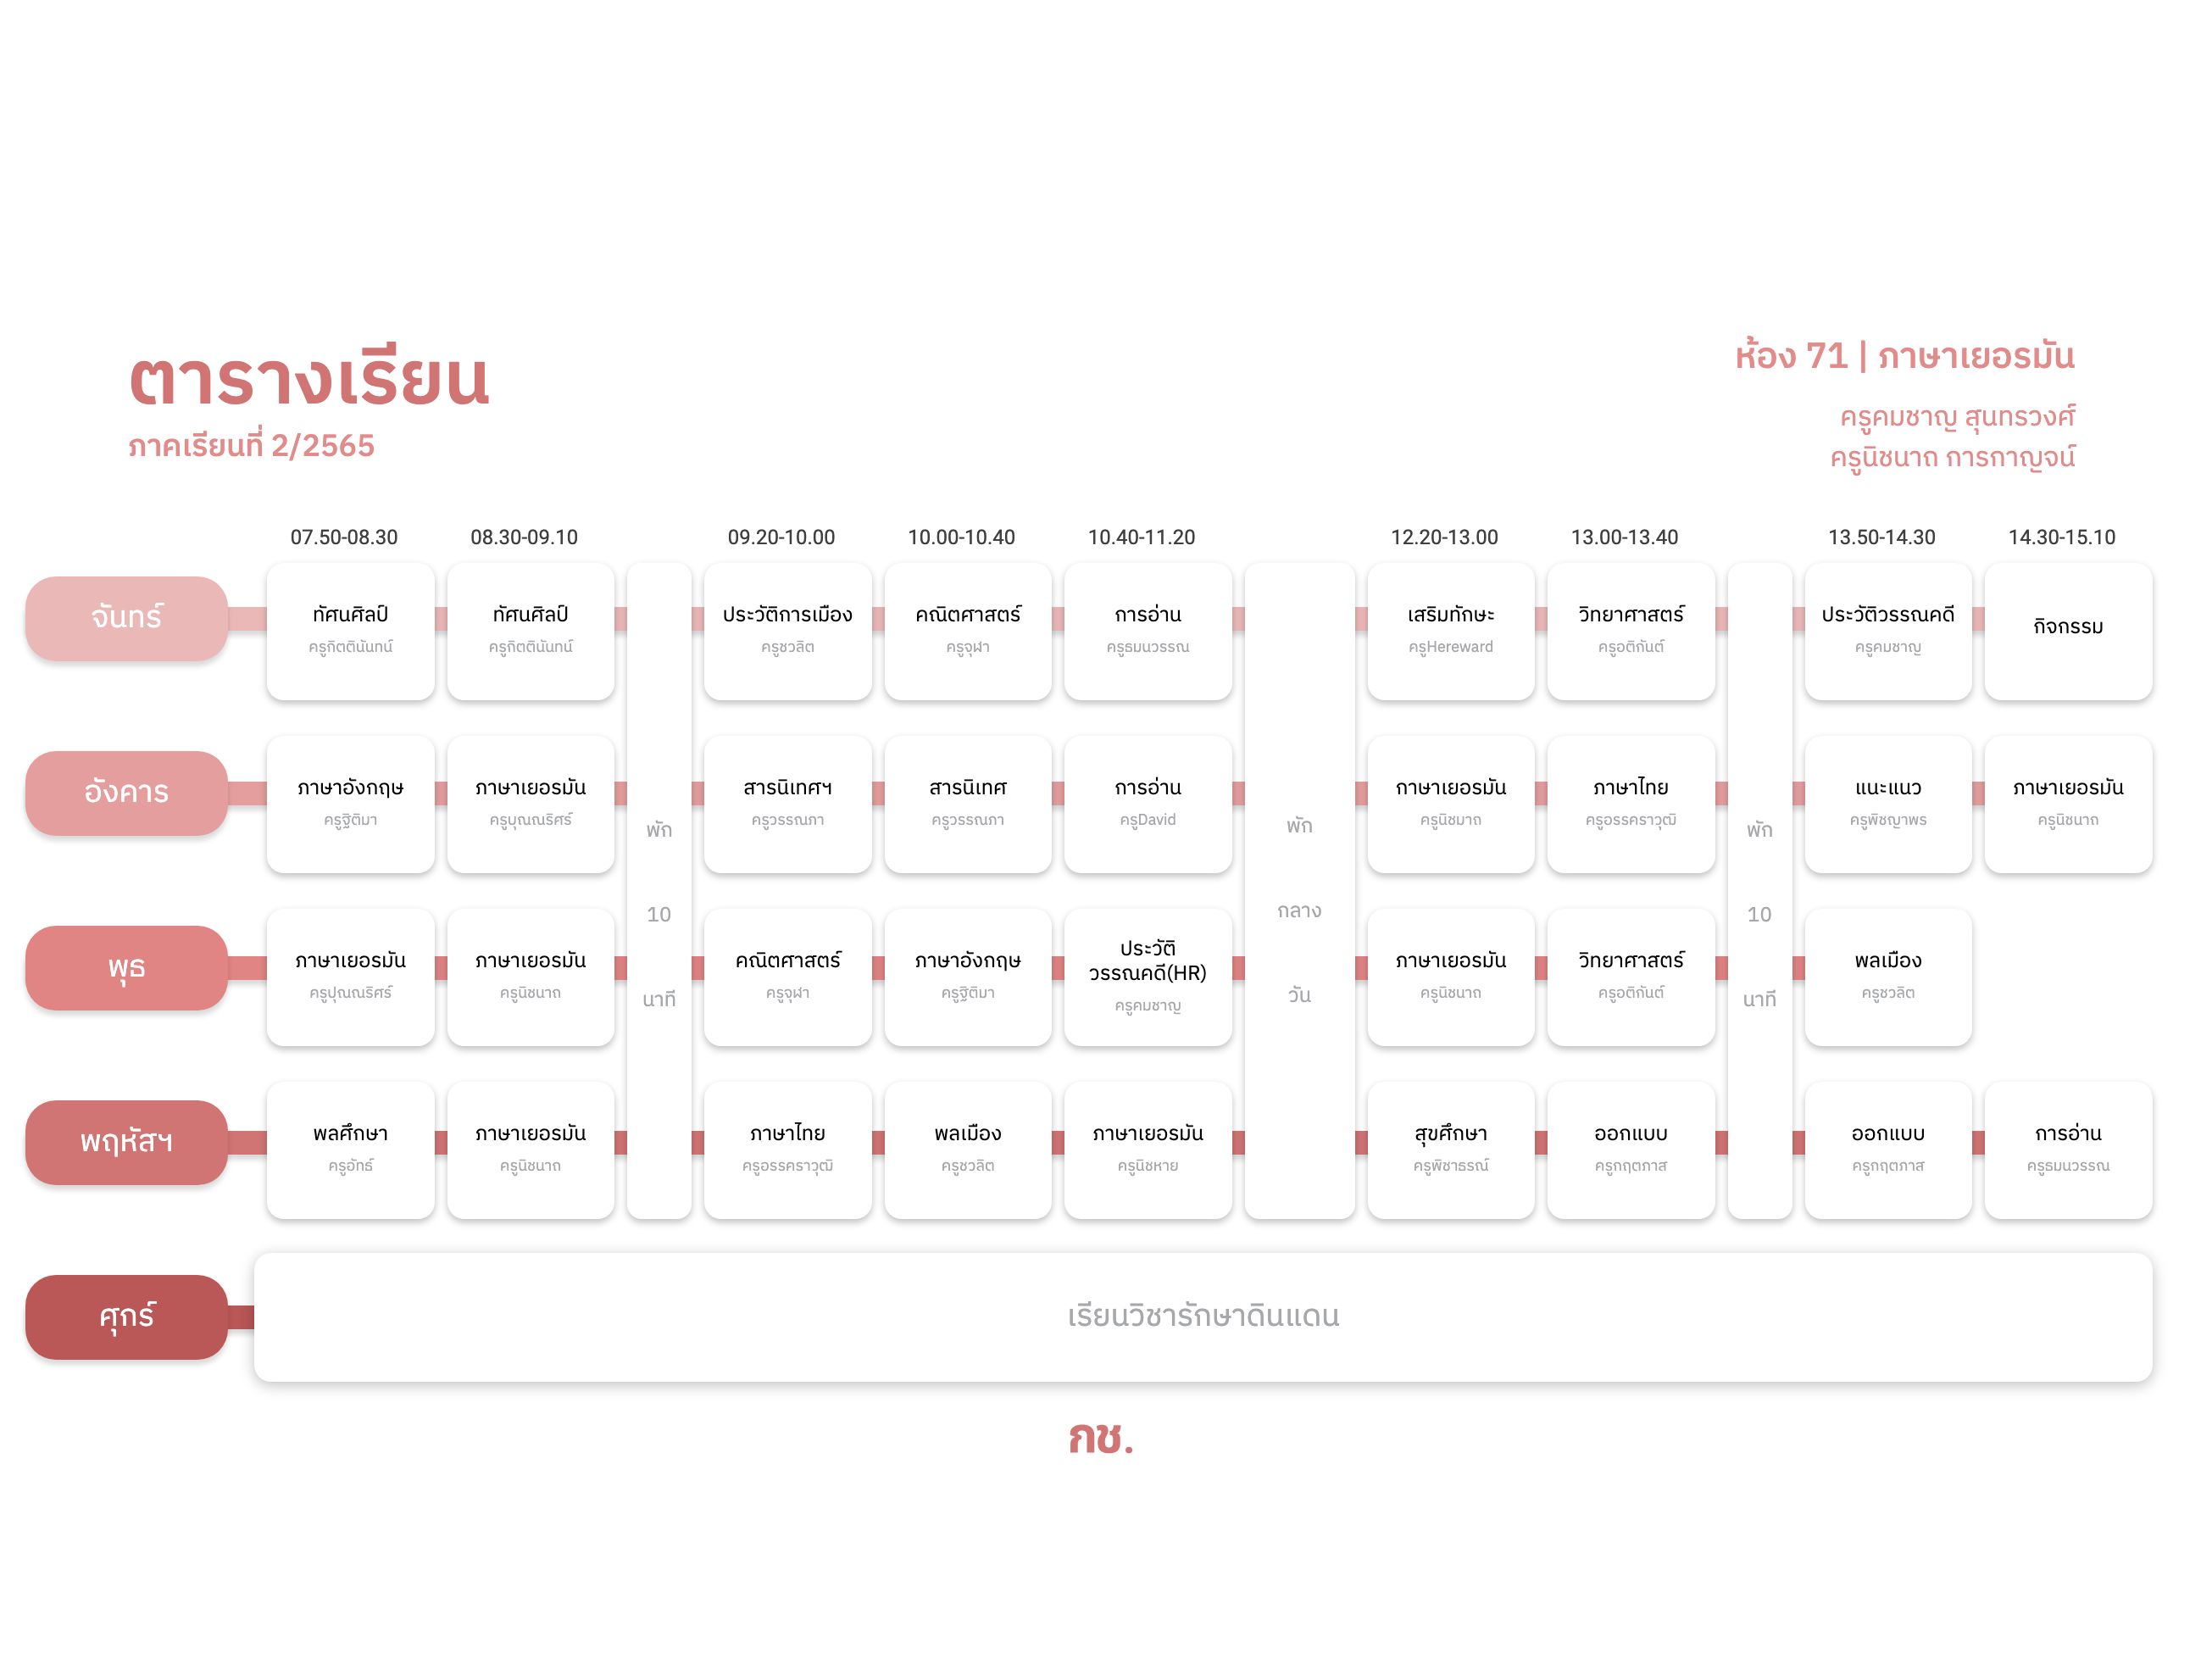 ตารางเรียน
ภาคเรียนที่ 2/2565
ห้อง 71 | ภาษาเยอรมัน
ครูคมชาญ สุนทรวงศ์
ครูนิชนาถ การกาญจน์
07.50-08.30 08.30-09.10 09.20-10.00 10.00-10.40 10.40-11.20 12.20-13.00 13.00-13.40 13.50-14.30 14.30-15.10
จันทร์
ทัศนศิลป์ ทัศนศิลป์ ประวัติการเมือง คณิตศาสตร์ การอ่าน เสริมทักษะ วิทยาศาสตร์ ประวัติวรรณคดี กิจกรรม
ครูกิตตินันทน์ ครูกิตตินันทน์ ครูชวลิต ครูจุฬา ครูธมนวรรณ ครูHereward ครูอติกันต์ ครูคมชาญ
อังคาร
ภาษาอังกฤษ ภาษาเยอรมัน สารนิเทศฯ สารนิเทศ การอ่าน กาษาเยอรมัน ภาษาไทย แนะแนว ภาษาเยอรมัน
ครูฐิติมา ครูบุณณริศร์ ครูวรรณภา ครูวรรณภา ครูDavid ครูนิชมาถ ครูอรรคราวุฒิ ครูพิชญาพร ครูนิชนาถ
พุธ
ภาษาเยอรมัน ภาษาเยอรมัน คณิตศาสตร์ ภาษาอังกฤษ ประวัติ
วรรณคดี(HR) ภาษาเยอรมัน วิทยาศาสตร์ พลเมือง
ครูปุณณริศร์ ครูนิชนาถ ครูจุฬา ครูฐิติมา ครูคมชาญ ครูนิชนาถ ครูอติกันต์ ครูชวลิต
พฤหัสฯ
พลศึกษา ภาษาเยอรมัน ภาษาไทย พลเมือง ภาษาเยอรมัน สุขศึกษา ออกแบบ ออกแบบ การอ่าน
ครูอัทธ์ ครูนิชนาถ ครูอรรคราวุฒิ ครูชวลิต ครูนิชหาย ครูพิชาธรณ์ ครูกฤตภาส ครูกฤตภาส ครูธมนวรรณ
พัก
10
นาที
พัก
กลาง
วัน
พัก
10
นาที
ศุกร์
เรียนวิชารักษาดินแดน
กช.